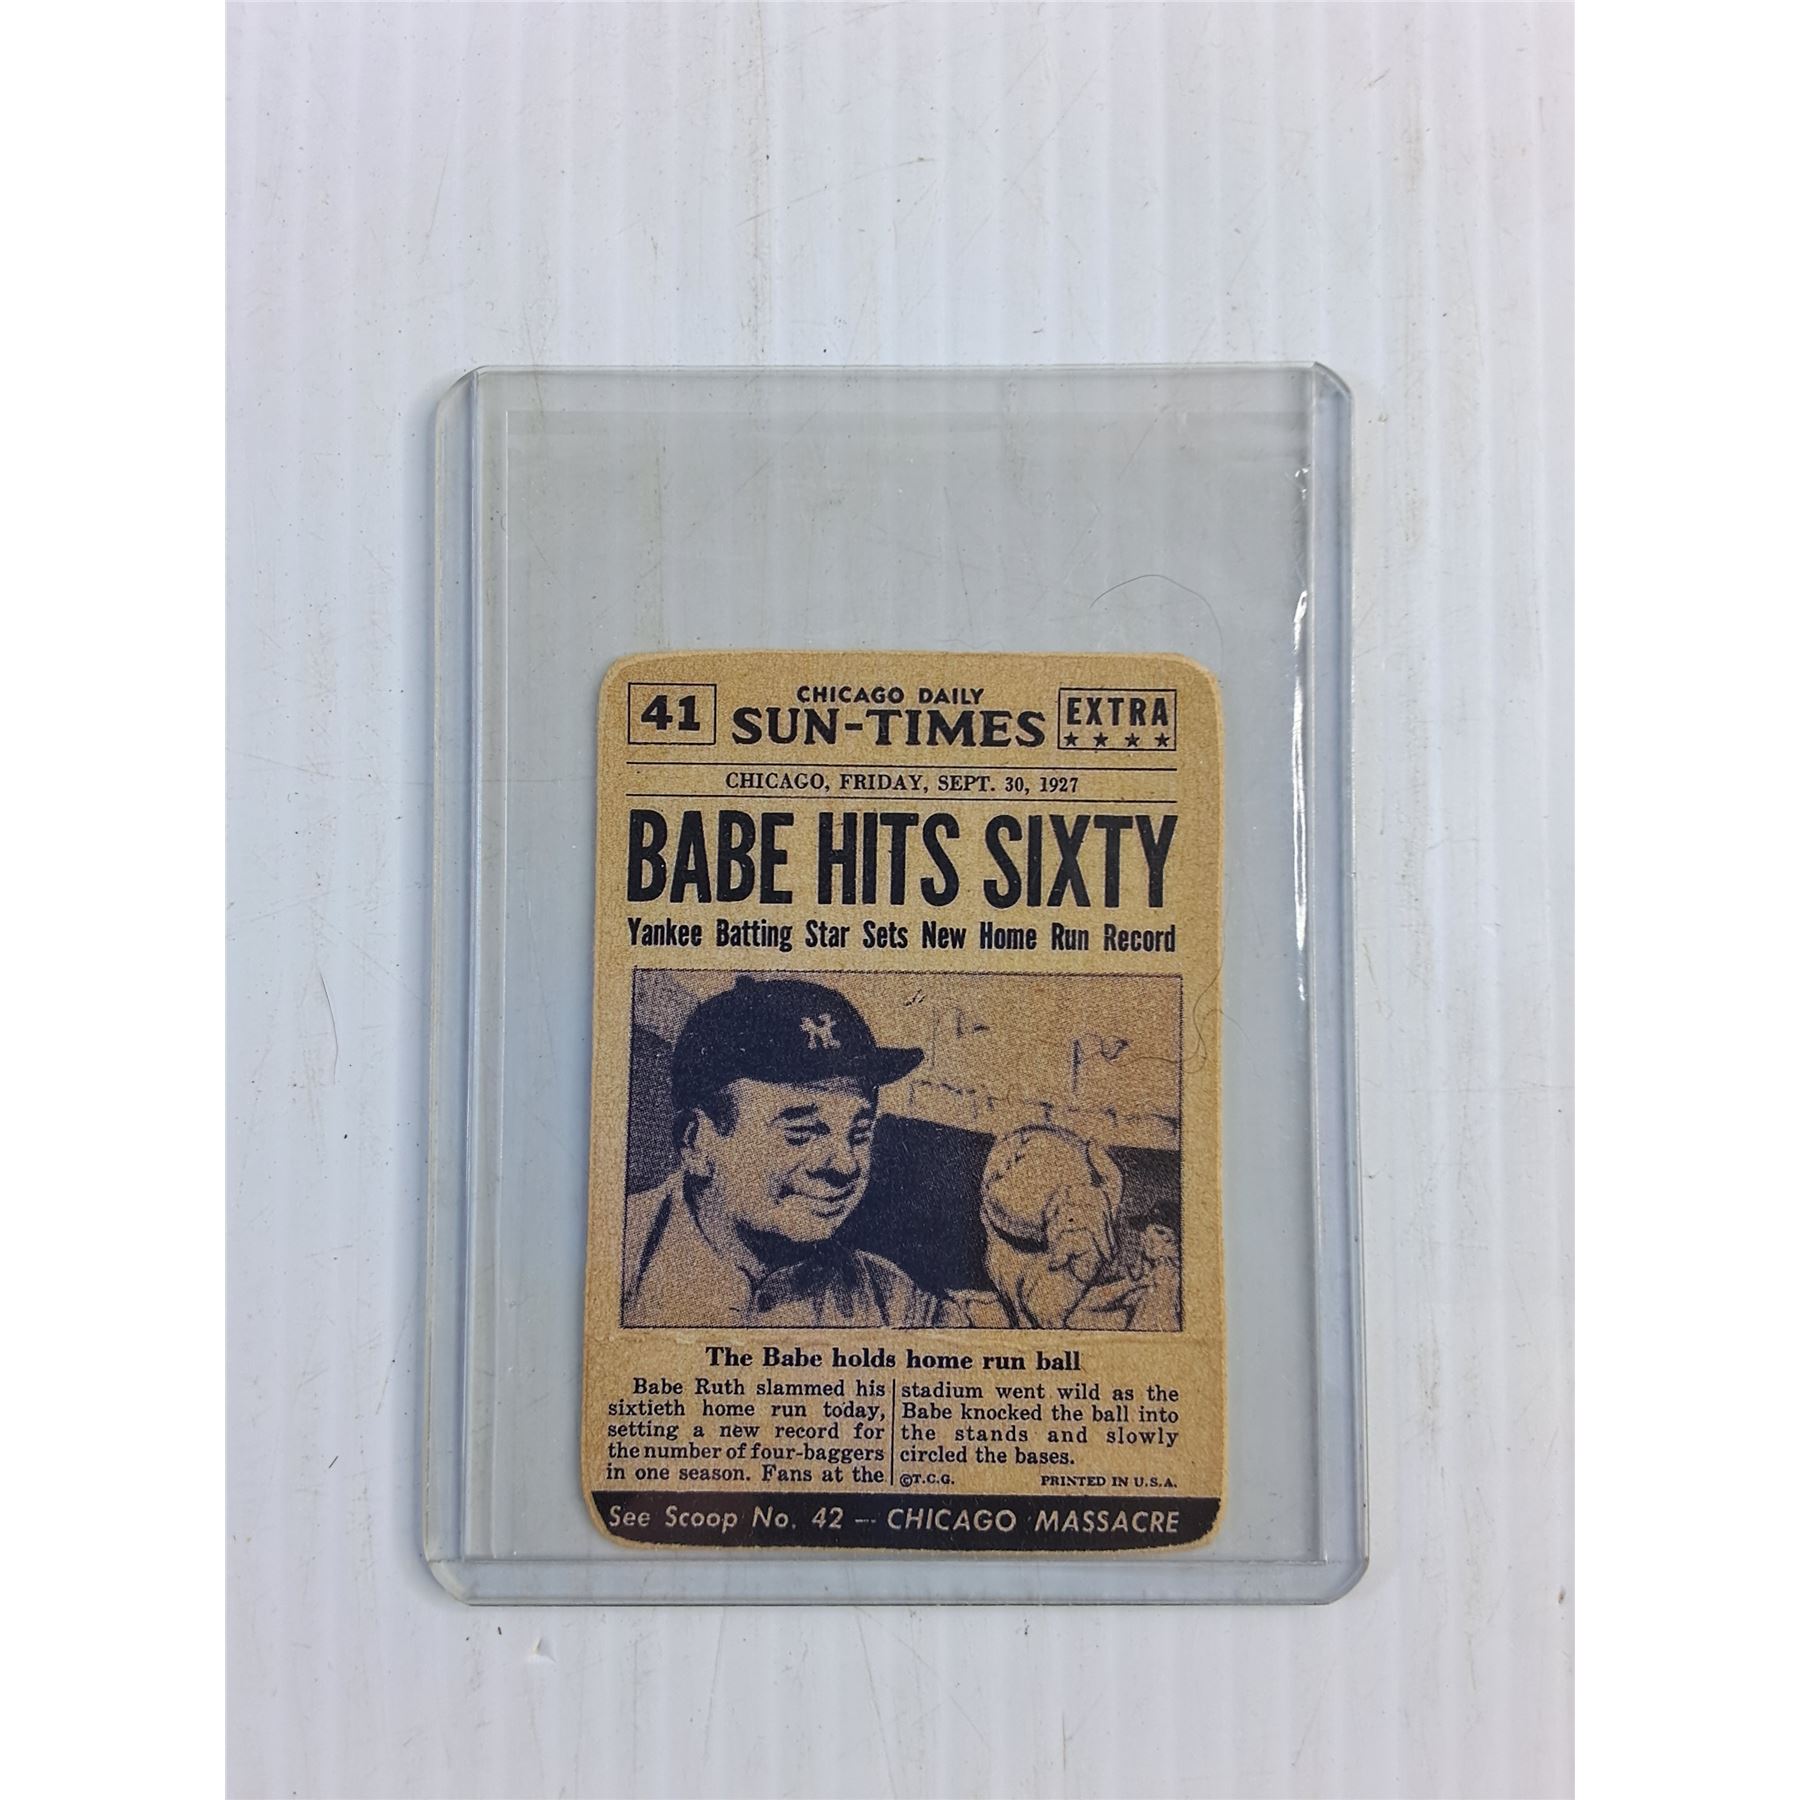 41
CHICAGO DAILY
SUN-TIMES
EXTRA
★ ★ ★ ★
CHICAGO, FRIDAY, SEPT. 30, 1927
BABE HITS SIXTY
Yankee Batting Star Sets New Home Run Record
NY
The Babe holds home run ball
Babe Ruth slammed his
sixtieth home run today,
setting a new record for
the number of four-baggers
in one season. Fans at the
stadium went wild as the
Babe knocked the ball into
the stands and slowly
circled the bases.
©T.C.G. PRINTED IN U.S.A.
See Scoop No. 42 -- CHICAGO MASSACRE